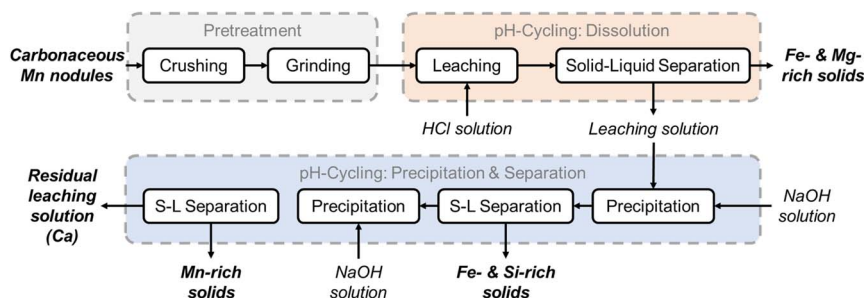 Pretreatment
pH-Cycling: Dissolution
Carbonaceous
Mn nodules
Crushing
Grinding
Leaching
Solid-Liquid Separation
Fe- & Mg-
rich solids
HCl solution
Leaching solution
Residual
leaching
solution
(Ca)
pH-Cycling: Precipitation & Separation
S-L Separation
Precipitation
S-L Separation
Precipitation
NaOH
solution
Mn-rich
solids
NaOH
solution
Fe- & Si-rich
solids